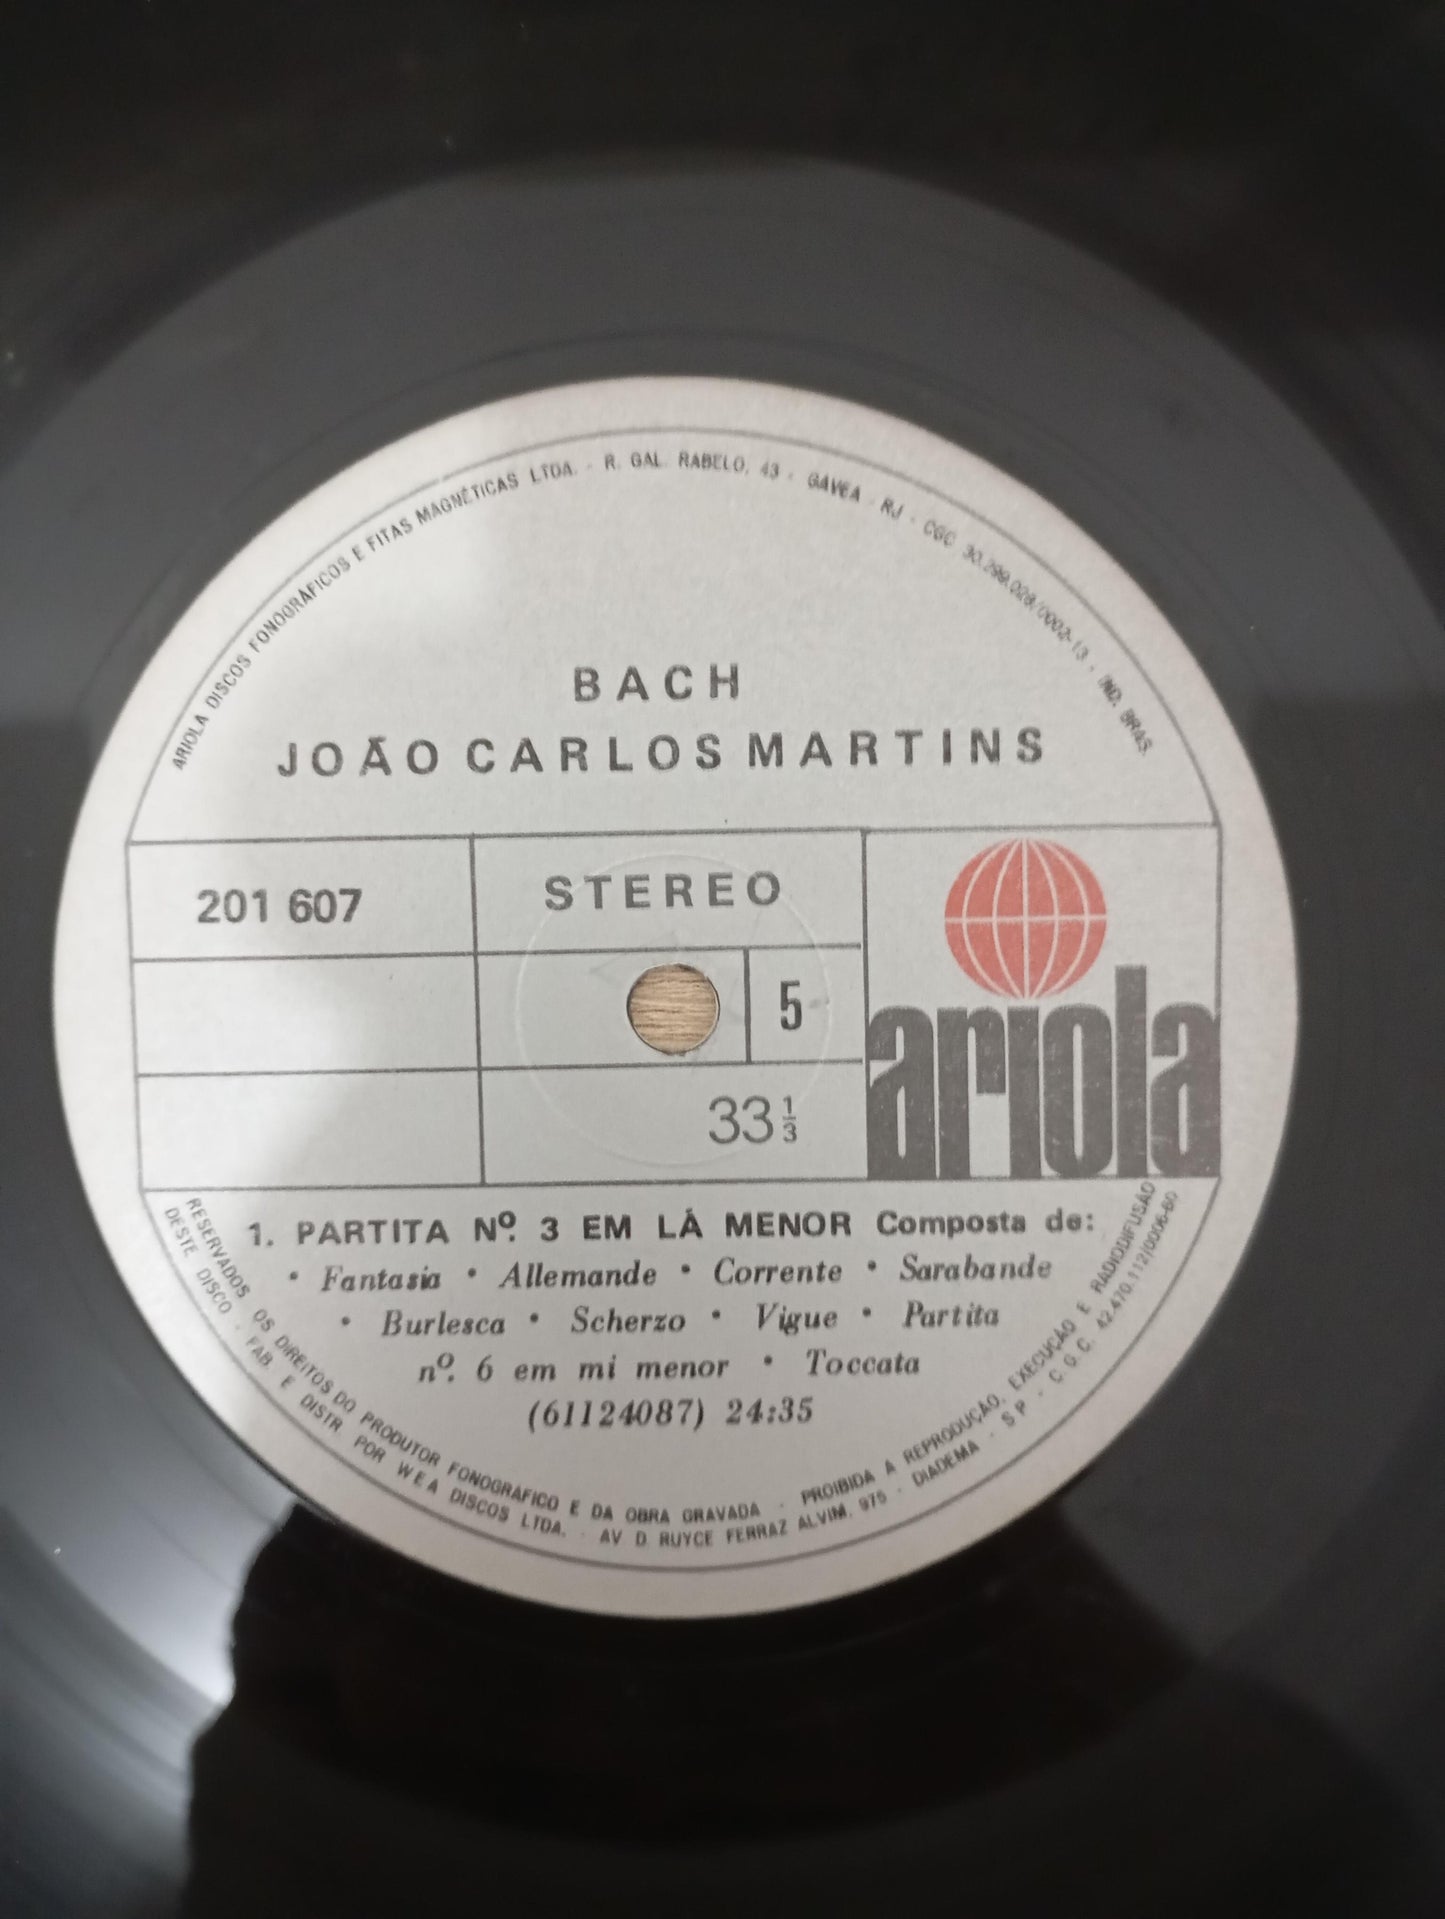 ARIOLA DISCOS FONOGRÁFICOS E FITAS MAGNÉTICAS LTDA. - R. GAL. RABELO, 43 - GÁVEA - RJ - CGC 30.299.028/0002-13 - IND. BRAS.
BACH
JOÃO CARLOS MARTINS
201 607
STEREO
5
33 1/3
ariola
1. PARTITA Nº. 3 EM LÁ MENOR Composta de:
• Fantasia • Allemande • Corrente • Sarabande
• Burlesca • Scherzo • Vigue • Partita
nº. 6 em mi menor • Toccata
(61124087) 24:35
RESERVADOS OS DIREITOS DO PRODUTOR FONOGRÁFICO E DA OBRA GRAVADA - PROIBIDA A REPRODUÇÃO, EXECUÇÃO E RADIODIFUSÃO
DESTE DISCO - FAB. E DISTR. POR WEA DISCOS LTDA. - AV D. RUYCE FERRAZ ALVIM, 975 - DIADEMA - SP - C.G.C. 42.470.112/0006-60